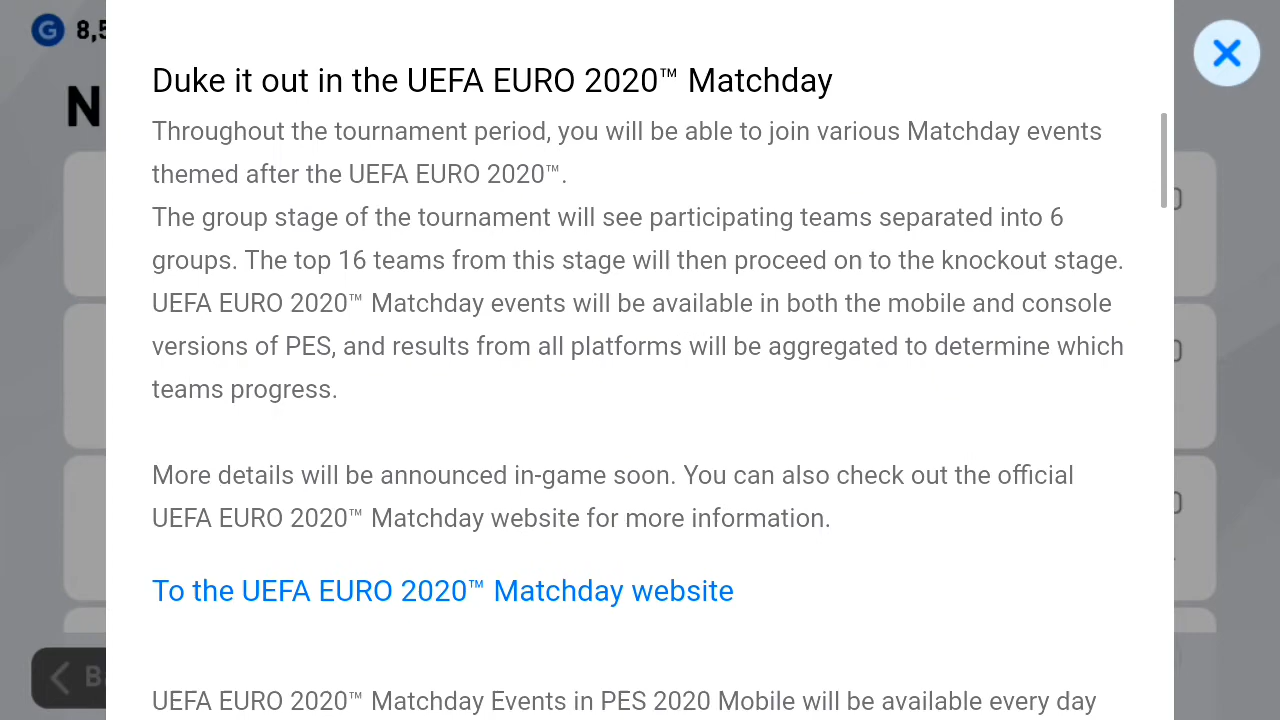 8,5
N
Duke it out in the UEFA EURO 2020™ Matchday
Throughout the tournament period, you will be able to join various Matchday events
themed after the UEFA EURO 2020™.
The group stage of the tournament will see participating teams separated into 6
groups. The top 16 teams from this stage will then proceed on to the knockout stage.
UEFA EURO 2020™ Matchday events will be available in both the mobile and console
versions of PES, and results from all platforms will be aggregated to determine which
teams progress.
More details will be announced in-game soon. You can also check out the official
UEFA EURO 2020™ Matchday website for more information.
To the UEFA EURO 2020™ Matchday website
B
UEFA EURO 2020™ Matchday Events in PES 2020 Mobile will be available every day